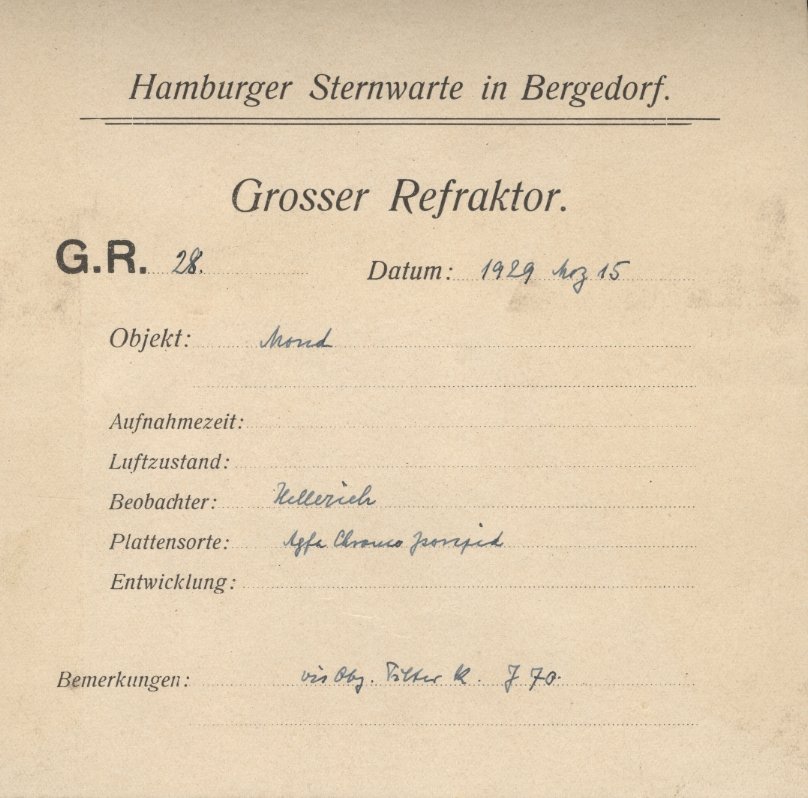 Hamburger Sternwarte in Bergedorf.
Grosser Refraktor.
G.R. 28. Datum: 1929 Mrz 15
Objekt: Mond
Aufnahmezeit:
Luftzustand:
Beobachter: Hellerich
Plattensorte: Agfa Chromo Isorapid
Entwicklung:
Bemerkungen: vis Obj. Filter K. J 70.